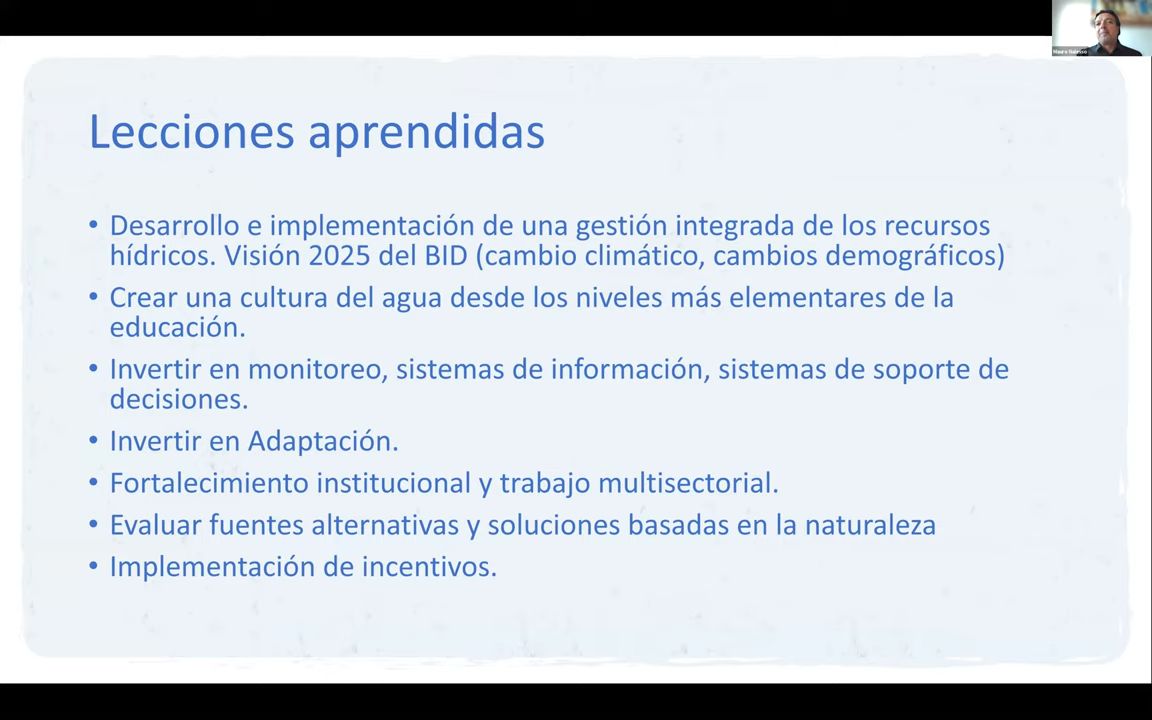 Lecciones aprendidas
• Desarrollo e implementación de una gestión integrada de los recursos
hídricos. Visión 2025 del BID (cambio climático, cambios demográficos)
• Crear una cultura del agua desde los niveles más elementares de la
educación.
• Invertir en monitoreo, sistemas de información, sistemas de soporte de
decisiones.
• Invertir en Adaptación.
• Fortalecimiento institucional y trabajo multisectorial.
• Evaluar fuentes alternativas y soluciones basadas en la naturaleza
• Implementación de incentivos.
Mauro